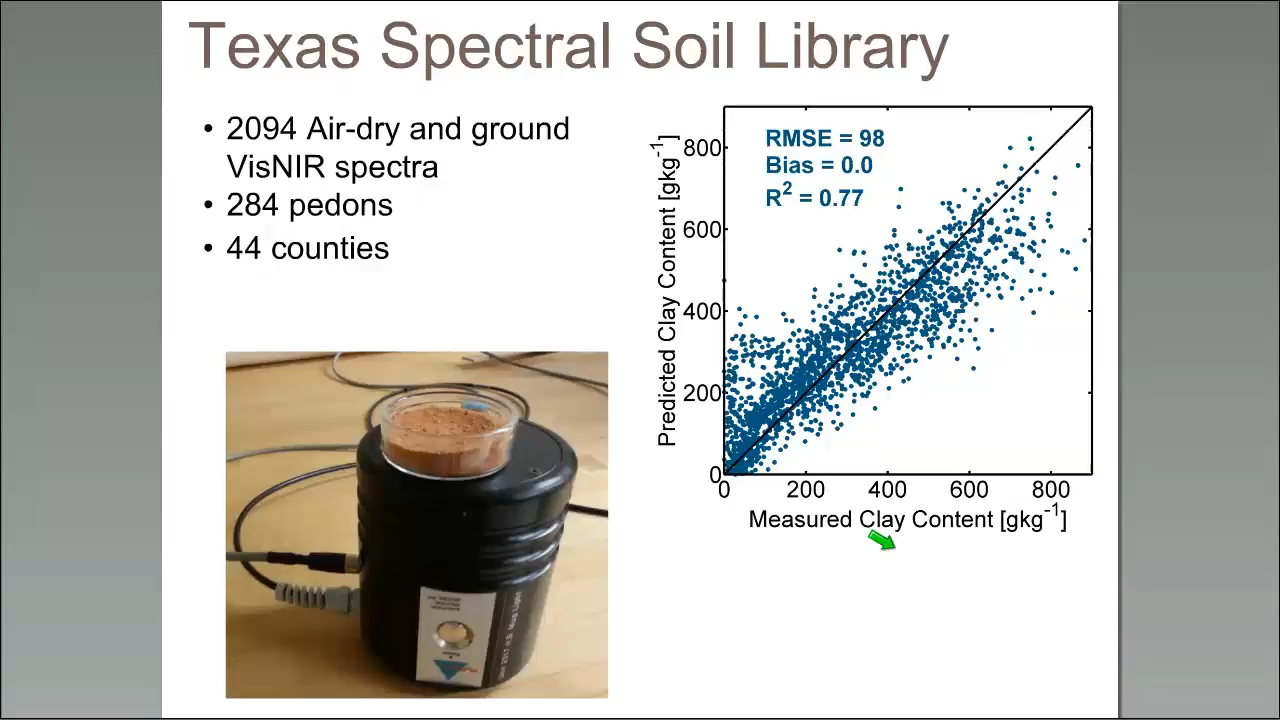 Texas Spectral Soil Library
• 2094 Air-dry and ground
VisNIR spectra
• 284 pedons
• 44 counties
RMSE = 98
Bias = 0.0
R² = 0.77
Predicted Clay Content [gkg⁻¹]
800
600
400
200
0
0 200 400 600 800
Measured Clay Content [gkg⁻¹]
Mug Light